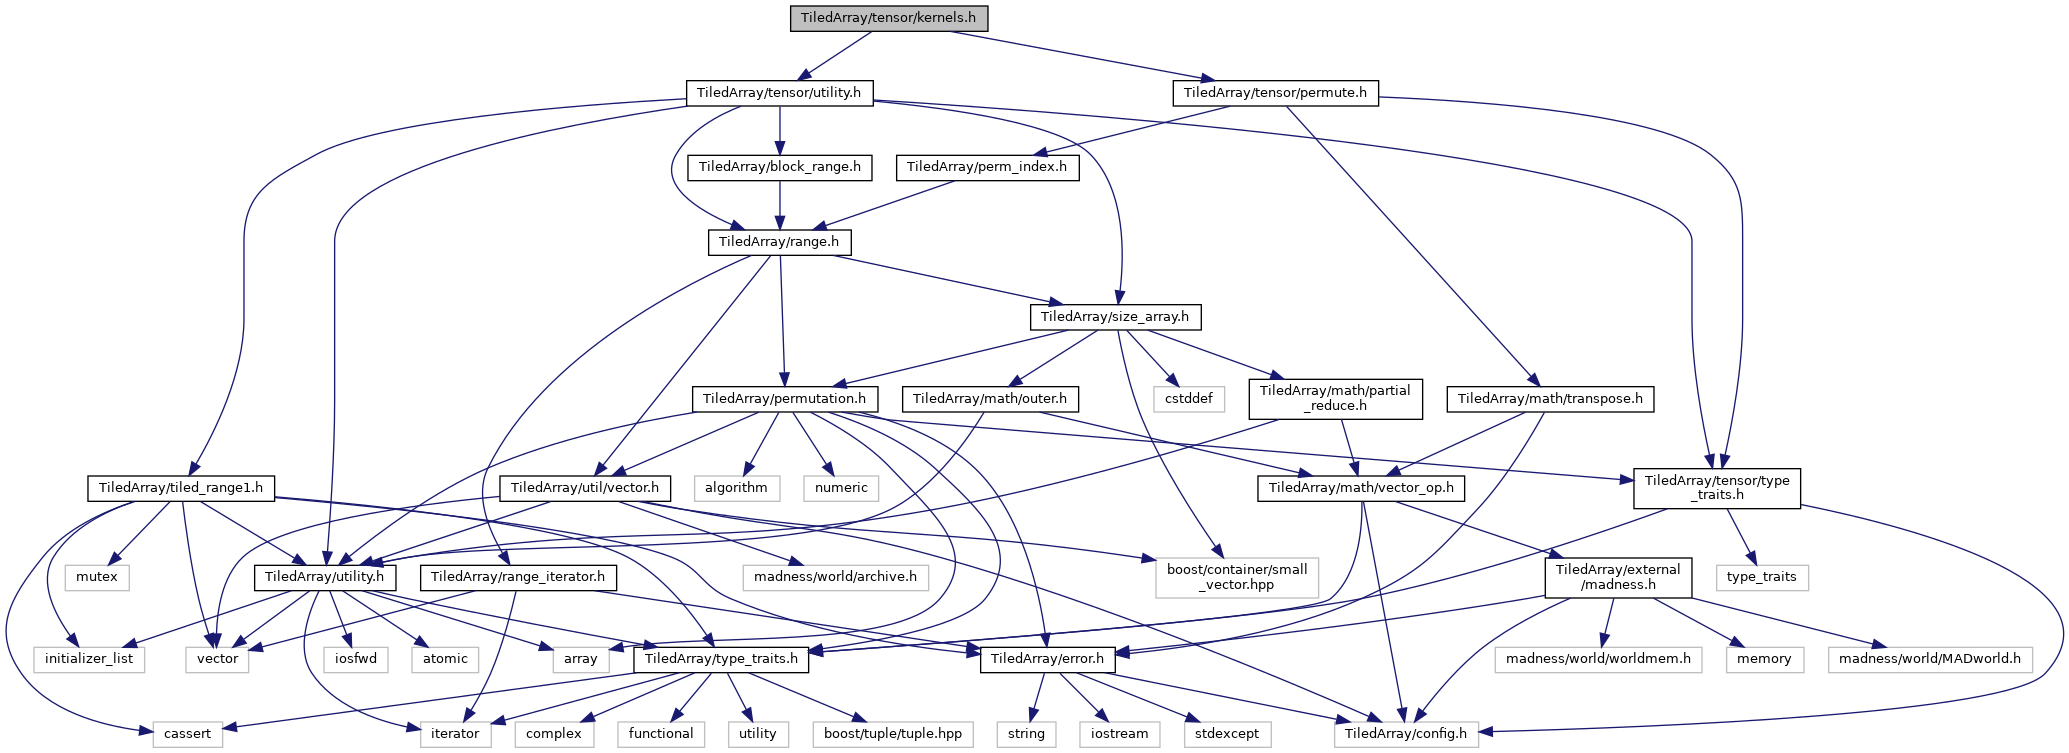 TiledArray/tensor/kernels.h
TiledArray/tensor/utility.h
TiledArray/tensor/permute.h
TiledArray/block_range.h
TiledArray/perm_index.h
TiledArray/range.h
TiledArray/size_array.h
TiledArray/permutation.h
TiledArray/math/outer.h
cstddef
TiledArray/math/partial
_reduce.h
TiledArray/math/transpose.h
TiledArray/tiled_range1.h
TiledArray/util/vector.h
algorithm
numeric
TiledArray/math/vector_op.h
TiledArray/tensor/type
_traits.h
mutex
TiledArray/utility.h
TiledArray/range_iterator.h
madness/world/archive.h
boost/container/small
_vector.hpp
TiledArray/external
/madness.h
type_traits
initializer_list
vector
iosfwd
atomic
array
TiledArray/type_traits.h
TiledArray/error.h
madness/world/worldmem.h
memory
madness/world/MADworld.h
cassert
iterator
complex
functional
utility
boost/tuple/tuple.hpp
string
iostream
stdexcept
TiledArray/config.h